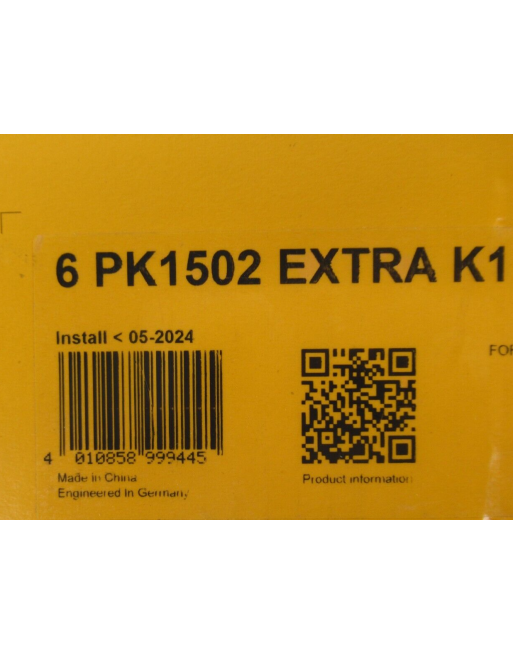 6 PK1502 EXTRA K1
Install < 05-2024
FOR
4 010858 999445
Made in China
Engineered In Germany
Product information